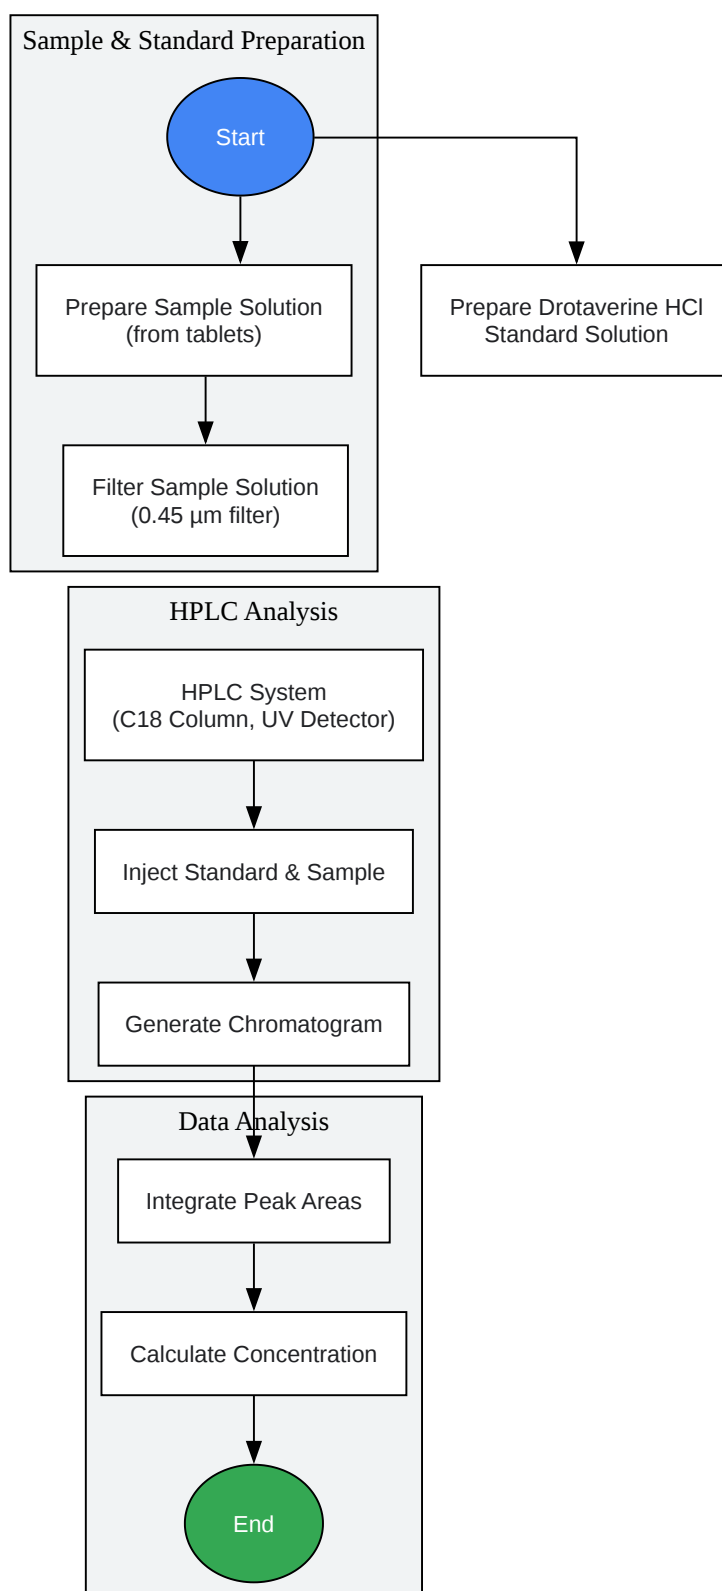 Sample & Standard Preparation
Start
Prepare Sample Solution
(from tablets)
Prepare Drotaverine HCl
Standard Solution
Filter Sample Solution
(0.45 µm filter)
HPLC Analysis
HPLC System
(C18 Column, UV Detector)
Inject Standard & Sample
Generate Chromatogram
Data Analysis
Integrate Peak Areas
Calculate Concentration
End